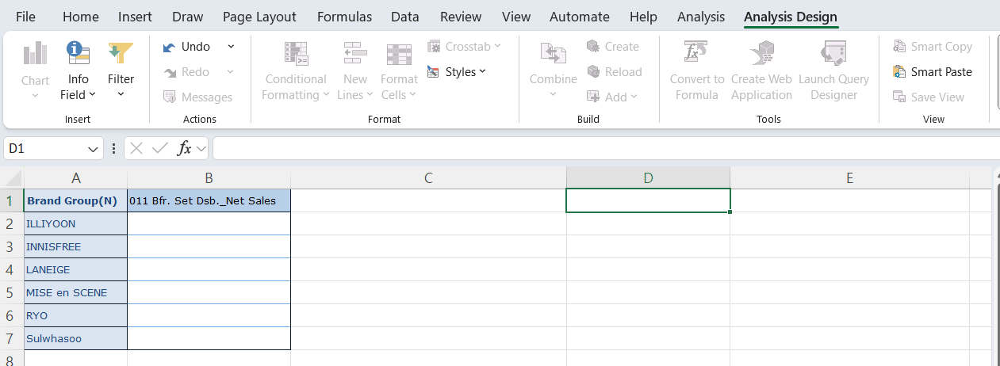 File Home Insert Draw Page Layout Formulas Data Review View Automate Help Analysis Analysis Design
Chart
Info
Field
Filter
Insert
Undo
Redo
Messages
Actions
Conditional
Formatting
New
Lines
Format
Cells
Crosstab
Styles
Format
Combine
Create
Reload
Add
Build
Convert to
Formula
Create Web
Application
Launch Query
Designer
Tools
Smart Copy
Smart Paste
Save View
View
D1 fx
A B C D E
1 Brand Group(N) 011 Bfr. Set Dsb._Net Sales
2 ILLIYOON
3 INNISFREE
4 LANEIGE
5 MISE en SCENE
6 RYO
7 Sulwhasoo
8